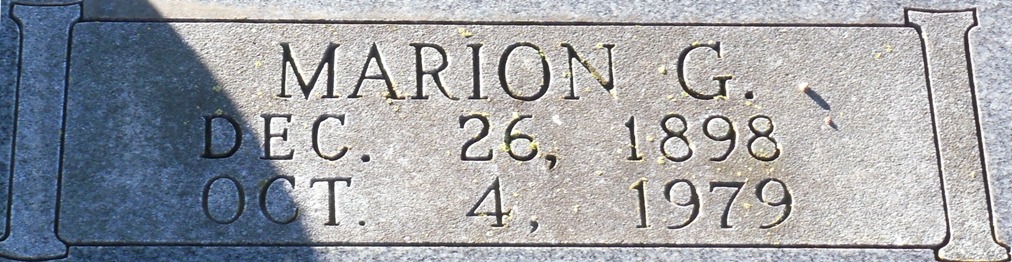 MARION G.
DEC. 26, 1898
OCT. 4, 1979